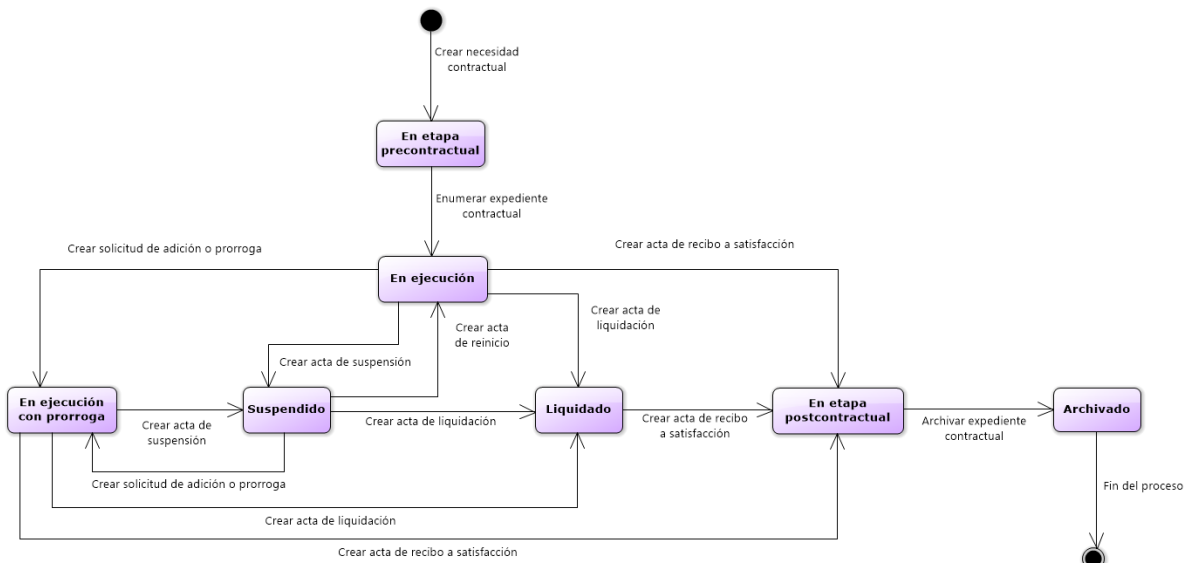 Crear necesidad
contractual
En etapa
precontractual
Enumerar expediente
contractual
Crear solicitud de adición o prorroga
Crear acta de recibo a satisfacción
En ejecución
Crear acta de
liquidación
Crear acta
de reinicio
Crear acta de suspensión
En ejecución
con prorroga
Suspendido
Liquidado
En etapa
postcontractual
Archivado
Crear acta de
suspensión
Crear acta de liquidación
Crear acta de recibo
a satisfacción
Archivar expediente
contractual
Crear solicitud de adición o prorroga
Fin del proceso
Crear acta de liquidación
Crear acta de recibo a satisfacción